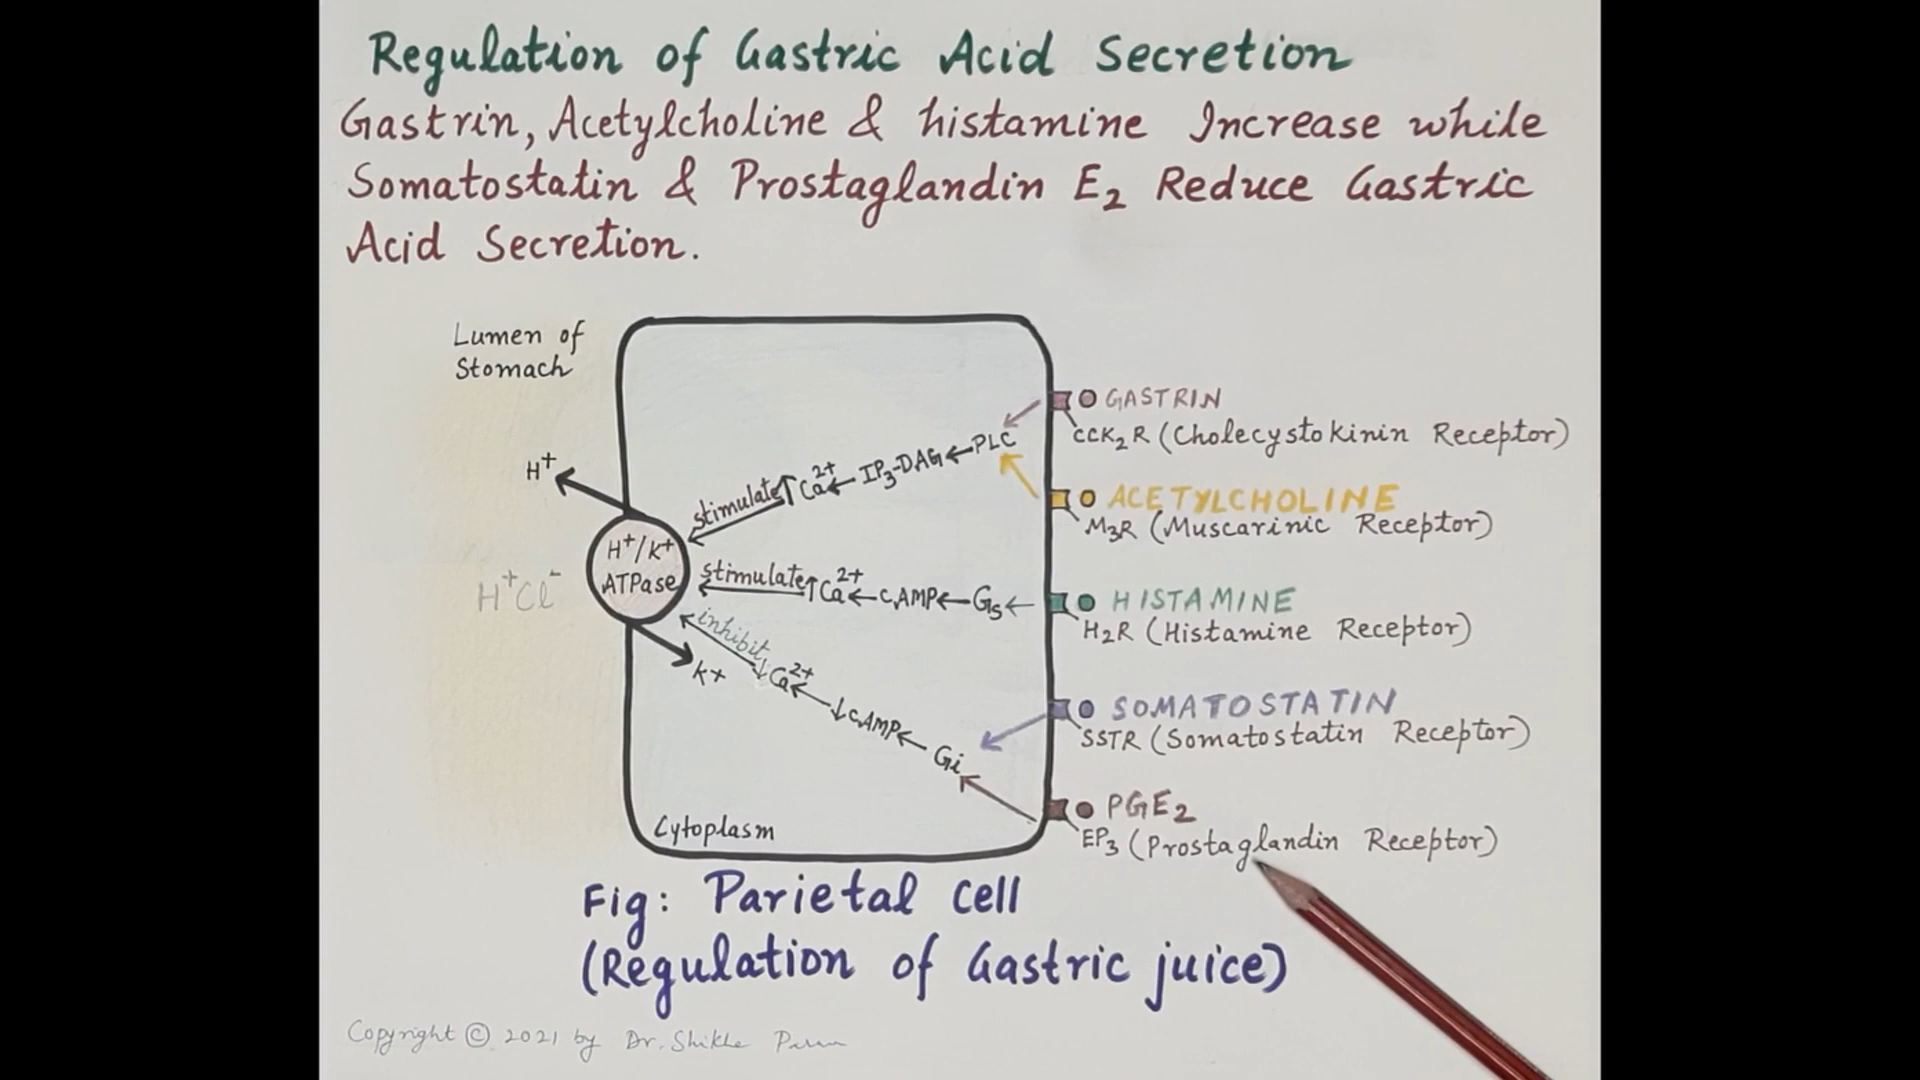 Regulation of Gastric Acid Secretion
Gastrin, Acetylcholine & histamine Increase while
Somatostatin & Prostaglandin E₂ Reduce Gastric
Acid Secretion.
Lumen of
Stomach
GASTRIN
CCK₂R (Cholecystokinin Receptor)
H⁺
stimulate ↑Ca²⁺ ← IP₃-DAG ← PLC
ACETYLCHOLINE
M₃R (Muscarinic Receptor)
H⁺/K⁺
ATPase
H⁺Cl⁻
stimulate ↑Ca²⁺ ← cAMP ← Gs ←
HISTAMINE
H₂R (Histamine Receptor)
inhibit ↓Ca²⁺ ← ↓cAMP ← Gi
K+
SOMATOSTATIN
SSTR (Somatostatin Receptor)
PGE₂
EP₃ (Prostaglandin Receptor)
Cytoplasm
Fig: Parietal Cell
(Regulation of Gastric juice)
Copyright © 2021 by Dr. Shikha